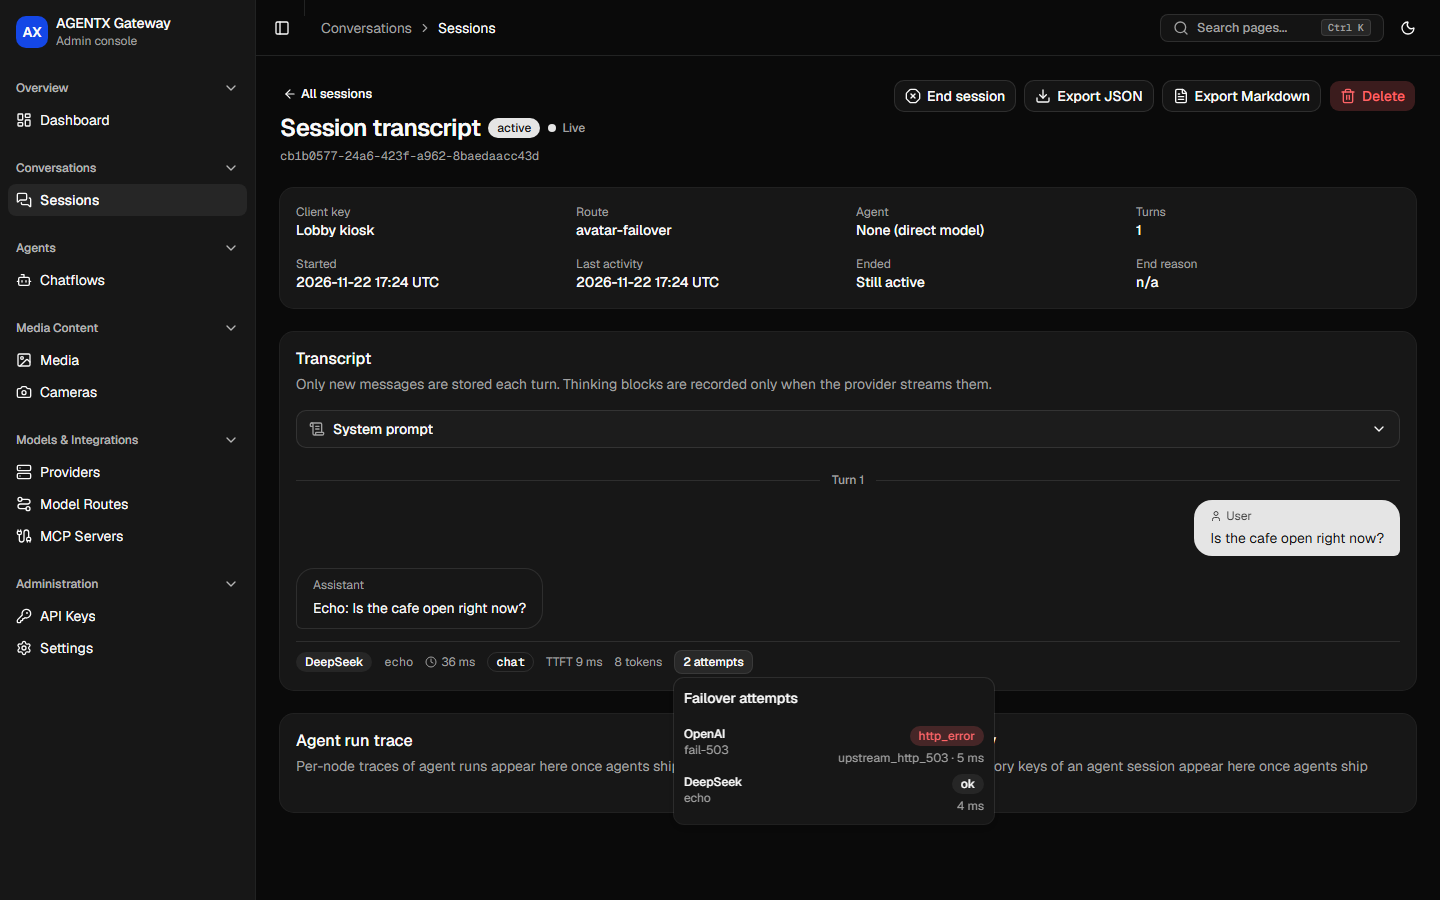 AX
AGENTX Gateway
Admin console
Overview
Dashboard
Conversations
Sessions
Agents
Chatflows
Media Content
Media
Cameras
Models & Integrations
Providers
Model Routes
MCP Servers
Administration
API Keys
Settings
Conversations > Sessions
Search pages... Ctrl K
← All sessions
End session Export JSON Export Markdown Delete
Session transcript active Live
cb1b0577-24a6-423f-a962-8baedaacc43d
Client key Route Agent Turns
Lobby kiosk avatar-failover None (direct model) 1
Started Last activity Ended End reason
2026-11-22 17:24 UTC 2026-11-22 17:24 UTC Still active n/a
Transcript
Only new messages are stored each turn. Thinking blocks are recorded only when the provider streams them.
System prompt
Turn 1
User
Is the cafe open right now?
Assistant
Echo: Is the cafe open right now?
DeepSeek echo 36 ms chat TTFT 9 ms 8 tokens 2 attempts
Failover attempts
OpenAI http_error
fail-503 upstream_http_503 · 5 ms
DeepSeek ok
echo 4 ms
Agent run trace
Per-node traces of agent runs appear here once agents ship
keys of an agent session appear here once agents ship